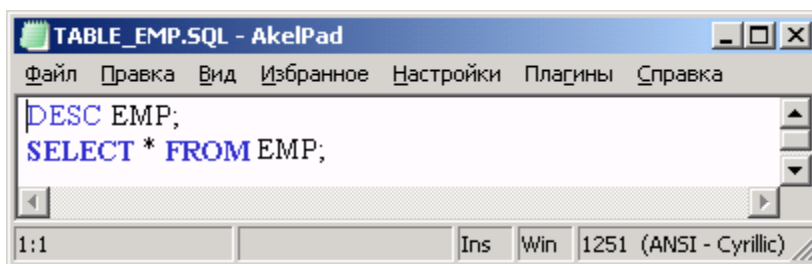 TABLE_EMP.SQL - AkelPad
Файл Правка Вид Избранное Настройки Плагины Справка
DESC EMP;
SELECT * FROM EMP;
1:1 Ins Win 1251 (ANSI - Cyrillic)